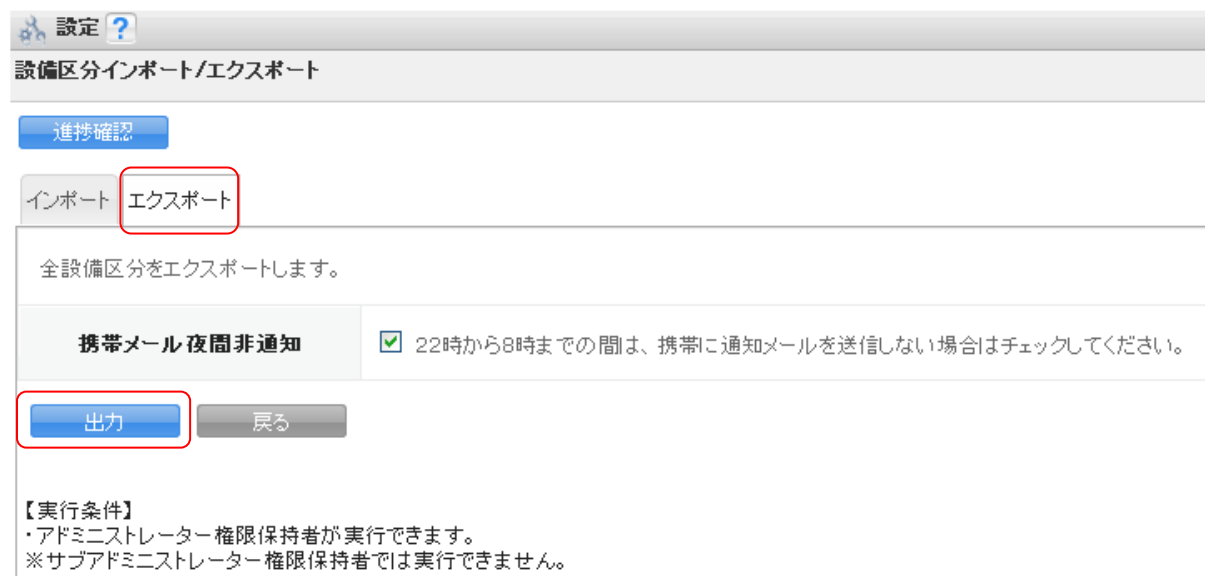 設定 ?
設備区分インポート/エクスポート
進捗確認
インポート エクスポート
全設備区分をエクスポートします。
携帯メール夜間非通知 22時から8時までの間は、携帯に通知メールを送信しない場合はチェックしてください。
出力 戻る
【実行条件】
・アドミニストレーター権限保持者が実行できます。
※サブアドミニストレーター権限保持者では実行できません。